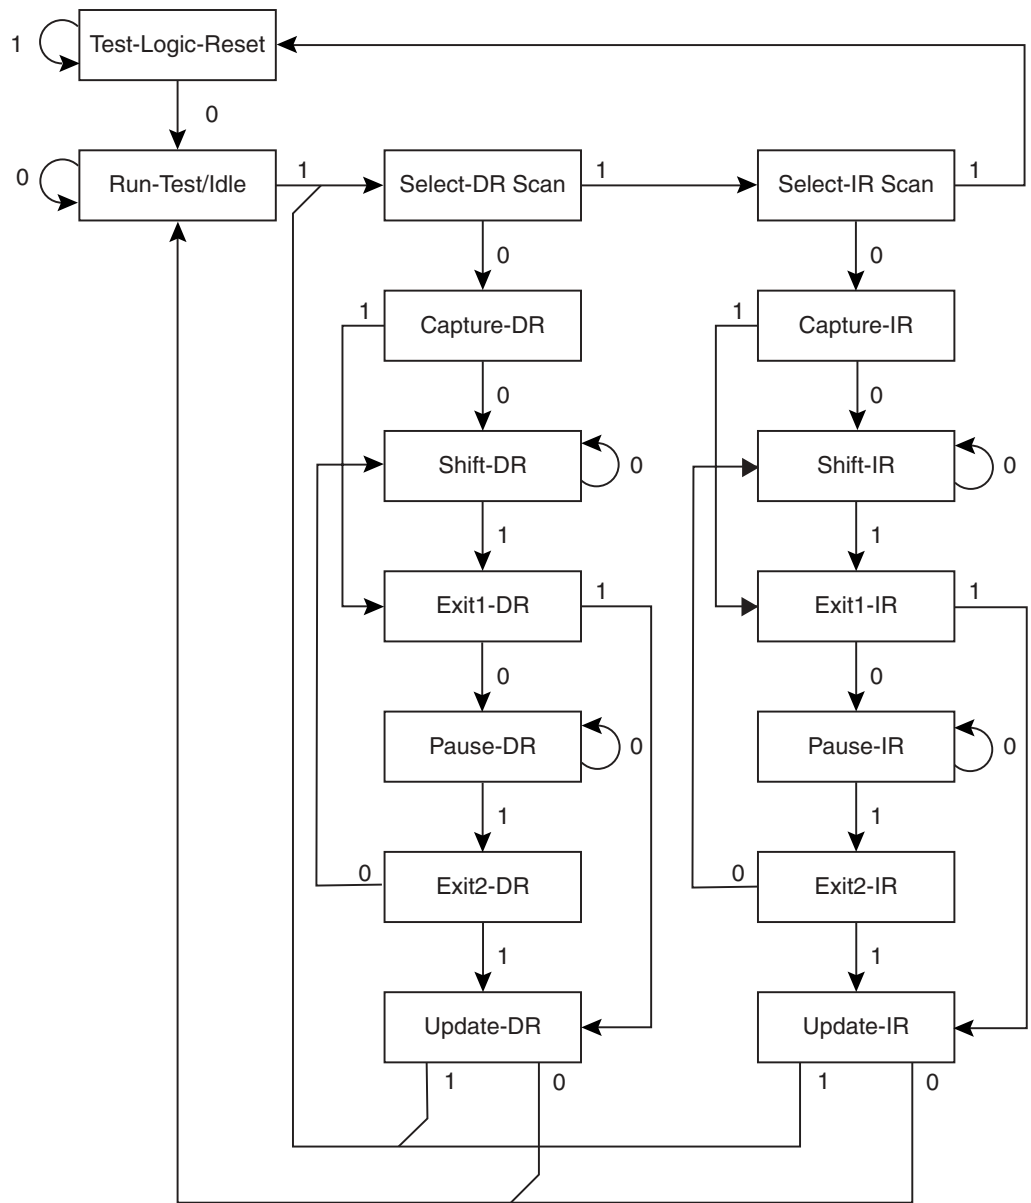 1
Test-Logic-Reset
0
0
Run-Test/Idle
1
Select-DR Scan
1
Select-IR Scan
1
0
0
1
Capture-DR
1
Capture-IR
0
0
Shift-DR
0
Shift-IR
0
1
1
Exit1-DR
1
Exit1-IR
1
0
0
Pause-DR
0
Pause-IR
0
1
1
0
Exit2-DR
0
Exit2-IR
1
1
Update-DR
Update-IR
1
0
1
0